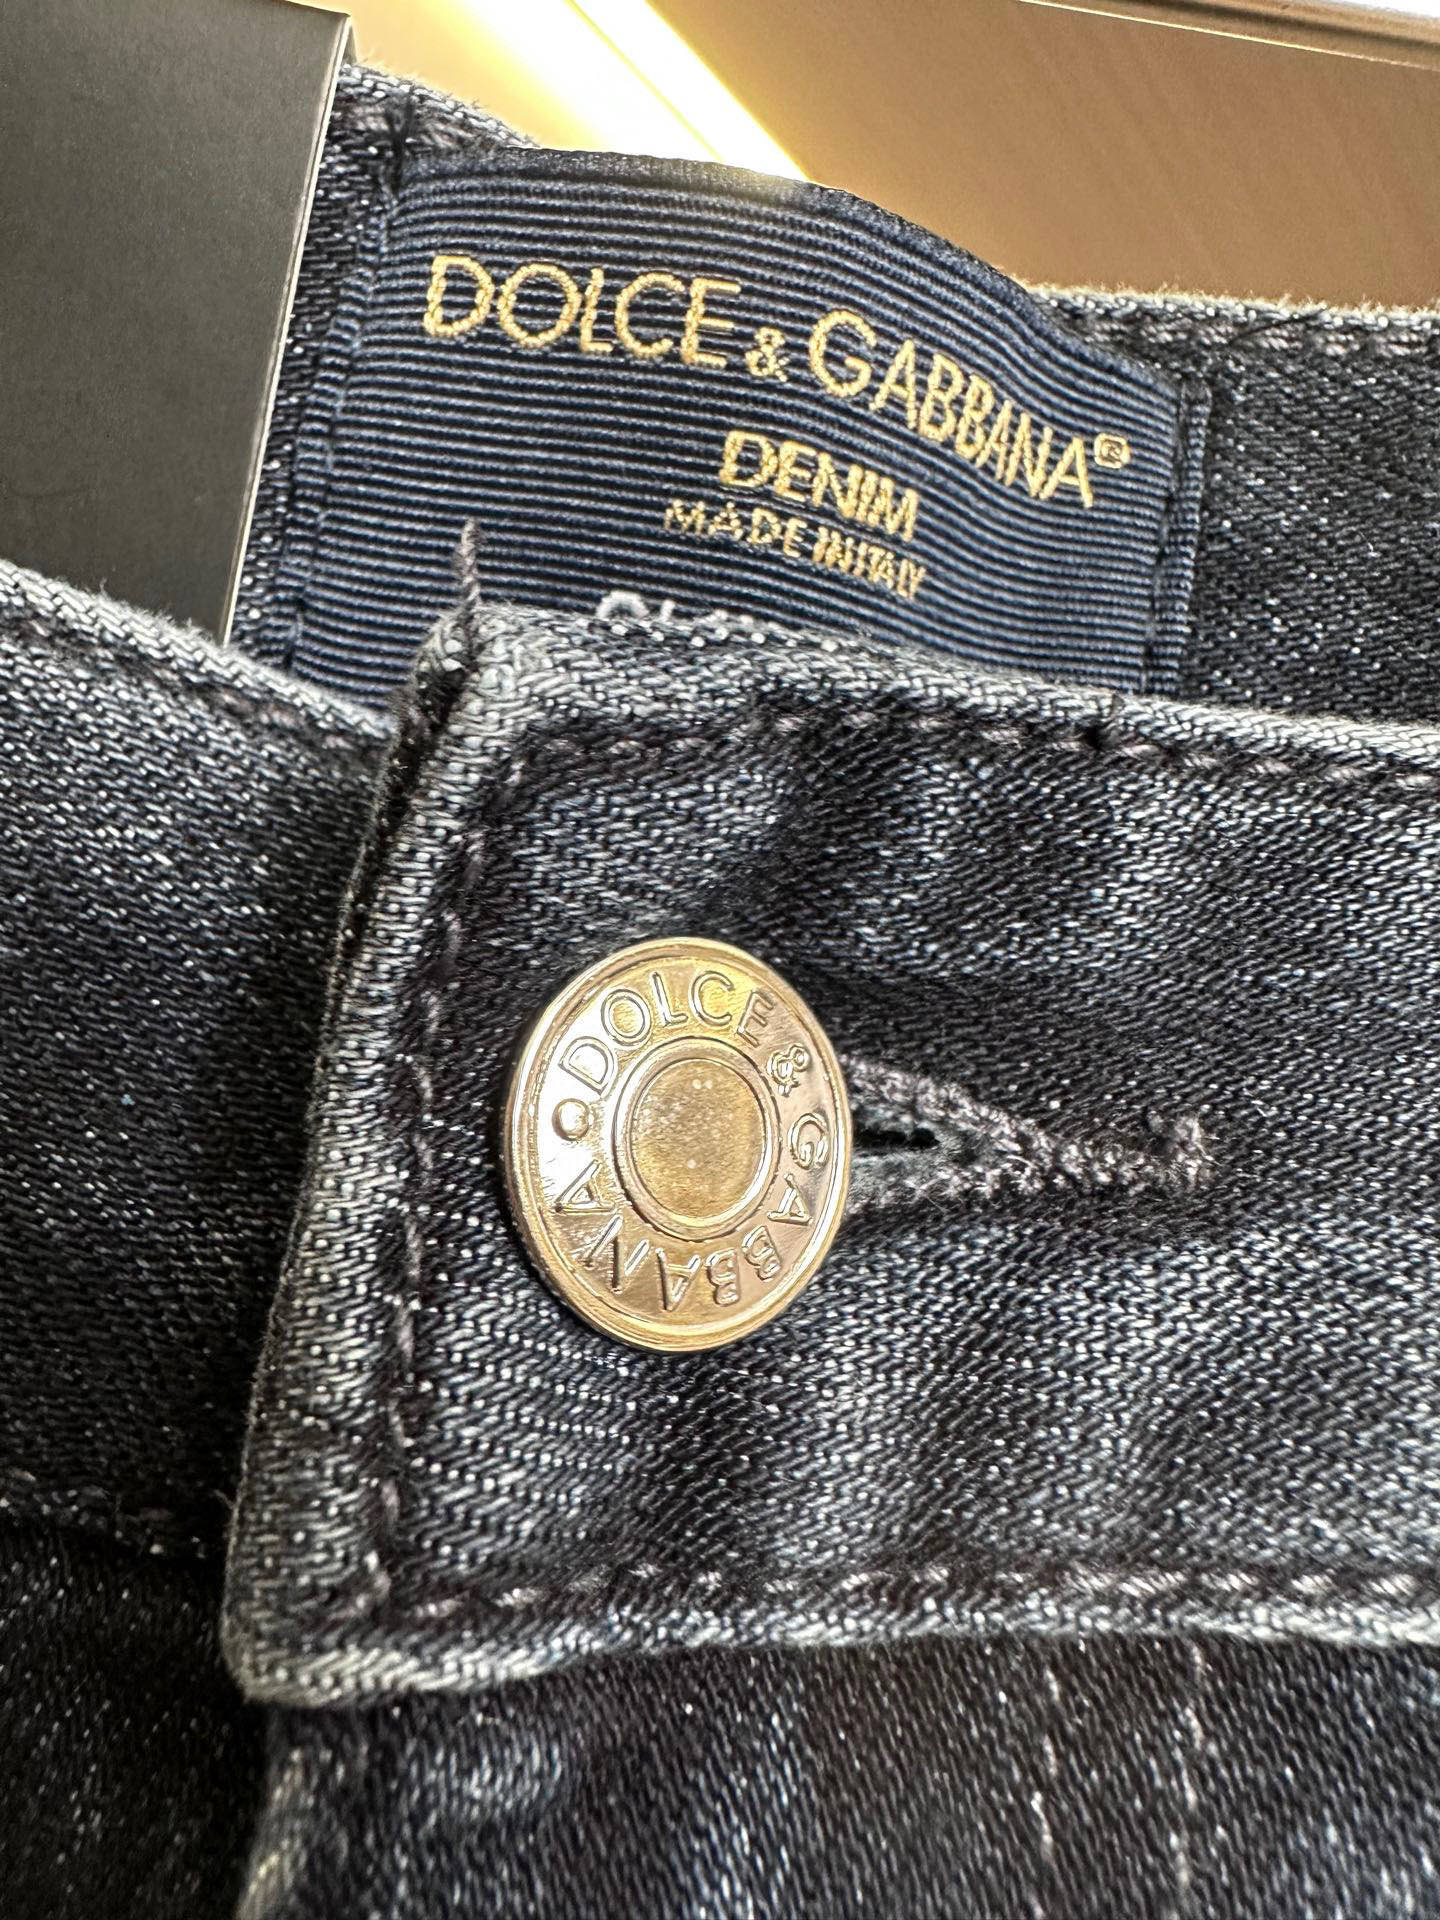 DOLCE & GABBANA®
DENIM
MADE IN ITALY
DOLCE & GABBANA •